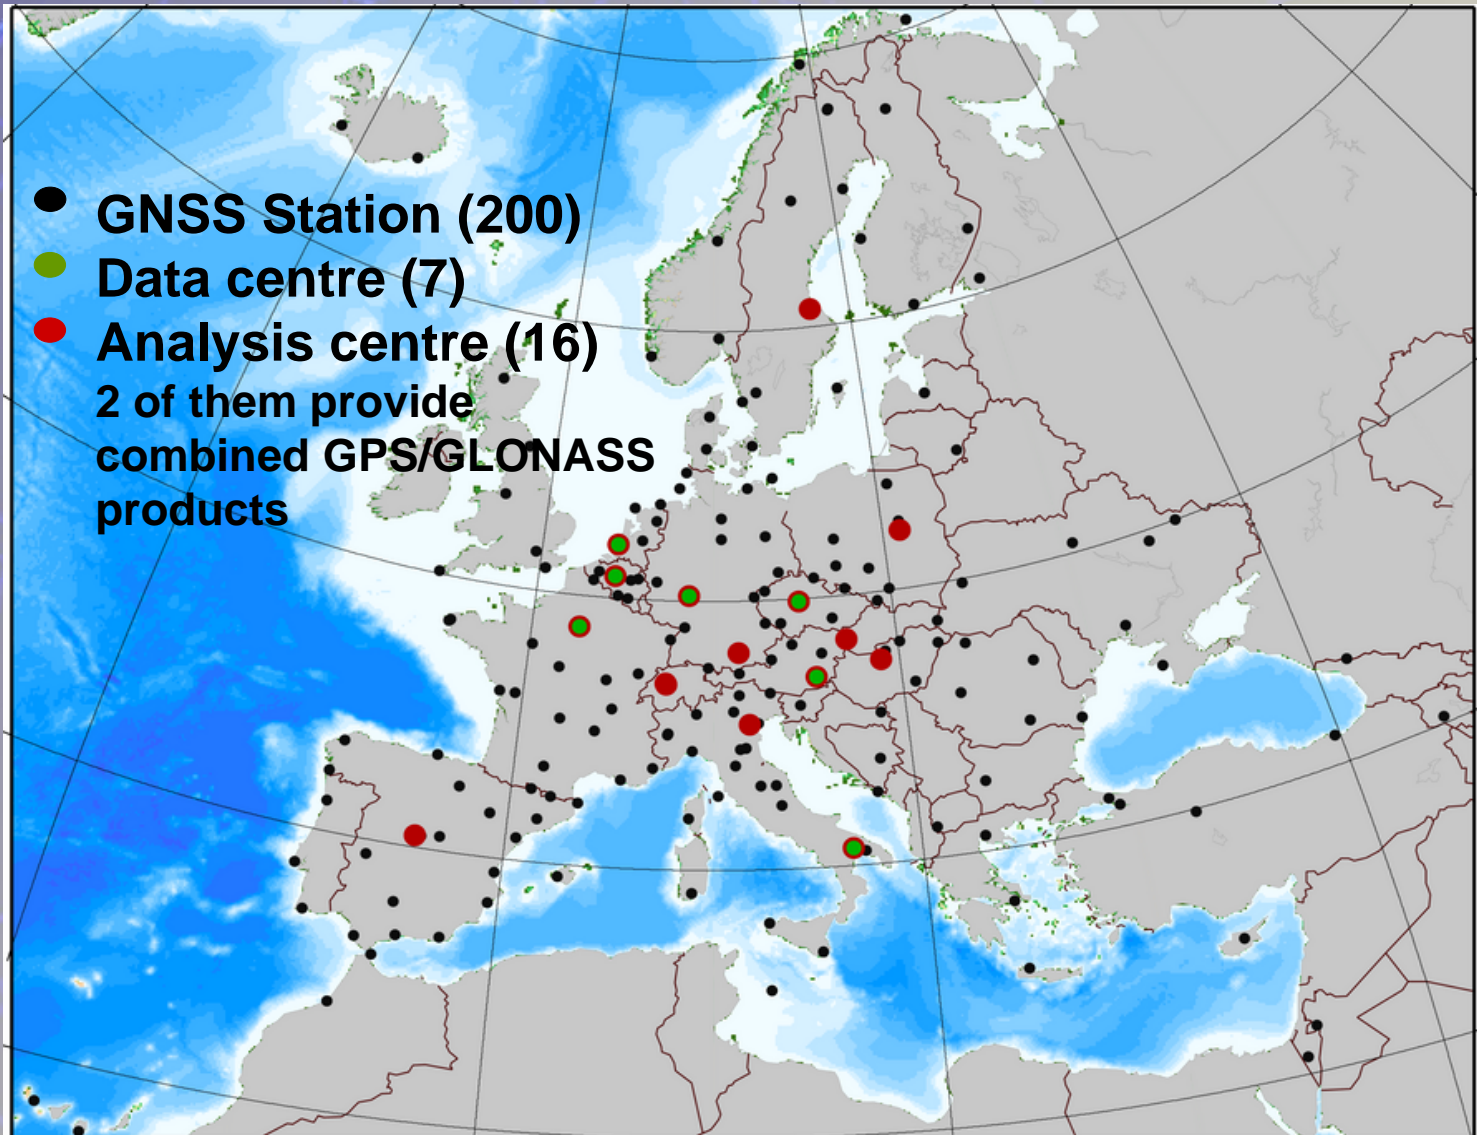 GNSS Station (200)
Data centre (7)
Analysis centre (16)
2 of them provide
combined GPS/GLONASS
products